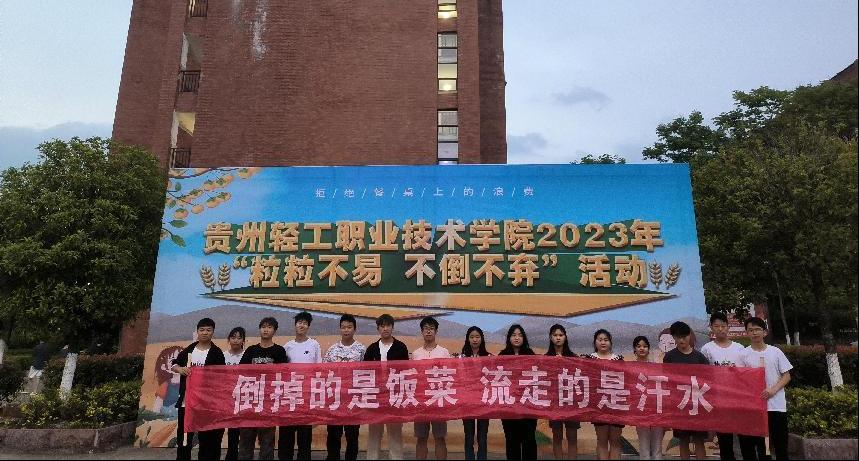 拒/绝/餐/桌/上/的/浪/费
贵州轻工职业技术学院2023年
“粒粒不易 不倒不弃”活动
倒掉的是饭菜 流走的是汗水